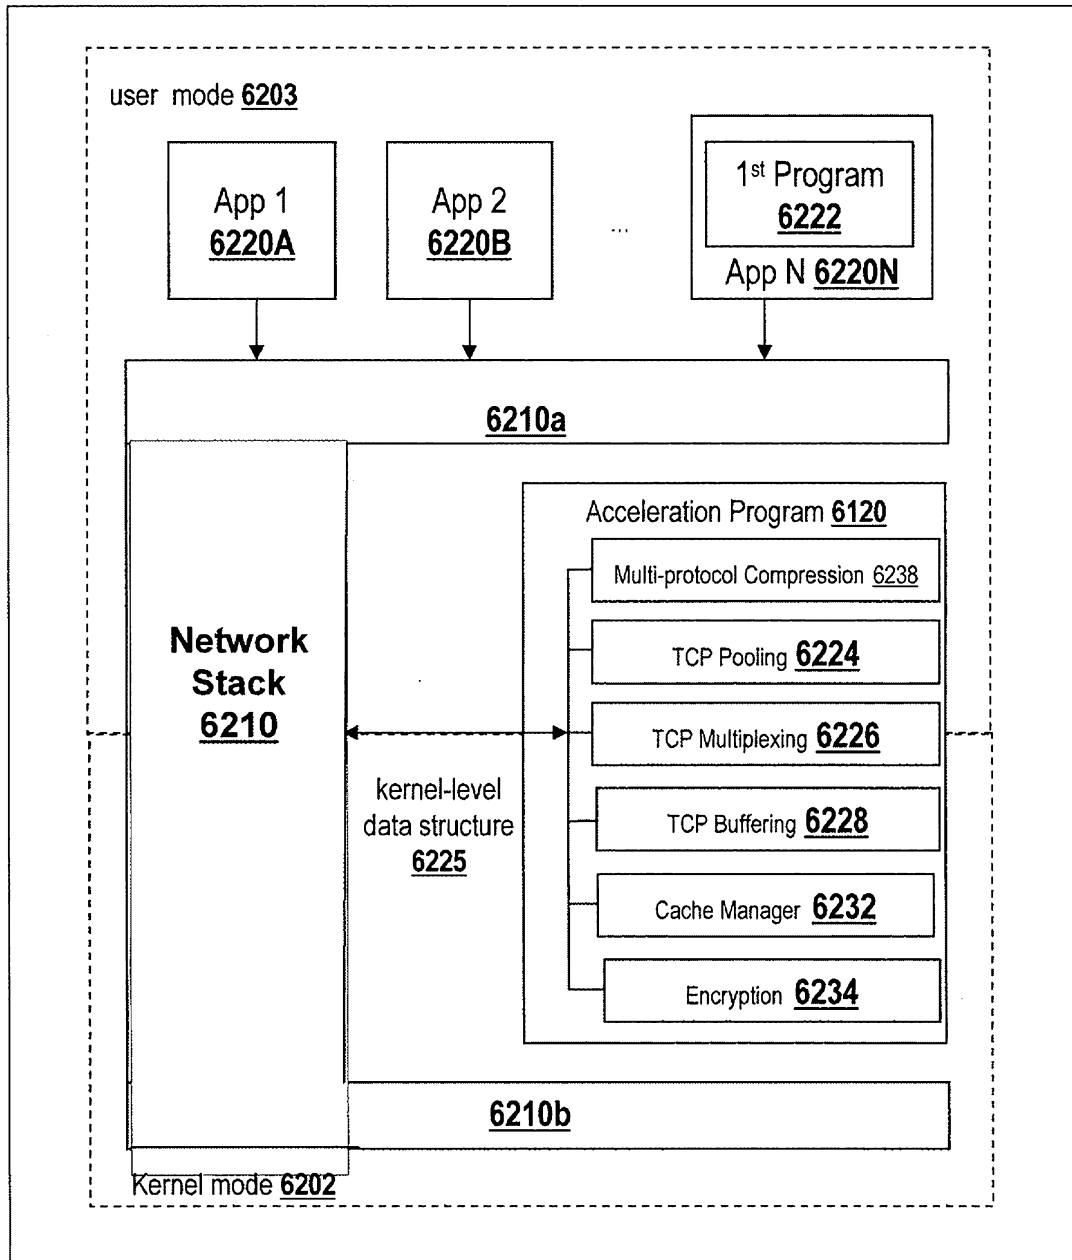 user mode 6203
App 1
6220A
App 2
6220B
...
1st Program
6222
App N 6220N
6210a
Acceleration Program 6120
Multi-protocol Compression 6238
TCP Pooling 6224
Network
Stack
6210
TCP Multiplexing 6226
kernel-level
data structure
6225
TCP Buffering 6228
Cache Manager 6232
Encryption 6234
6210b
Kernel mode 6202